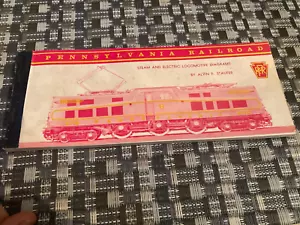 PENNSYLVANIA RAILROAD
STEAM AND ELECTRIC LOCOMOTIVE DIAGRAMS
BY ALVIN F. STAUFER